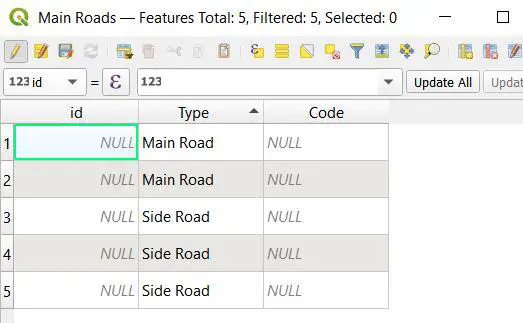 Main Roads — Features Total: 5, Filtered: 5, Selected: 0
123 id = ε 123 Update All Upda
id Type Code
1 NULL Main Road NULL
2 NULL Main Road NULL
3 NULL Side Road NULL
4 NULL Side Road NULL
5 NULL Side Road NULL